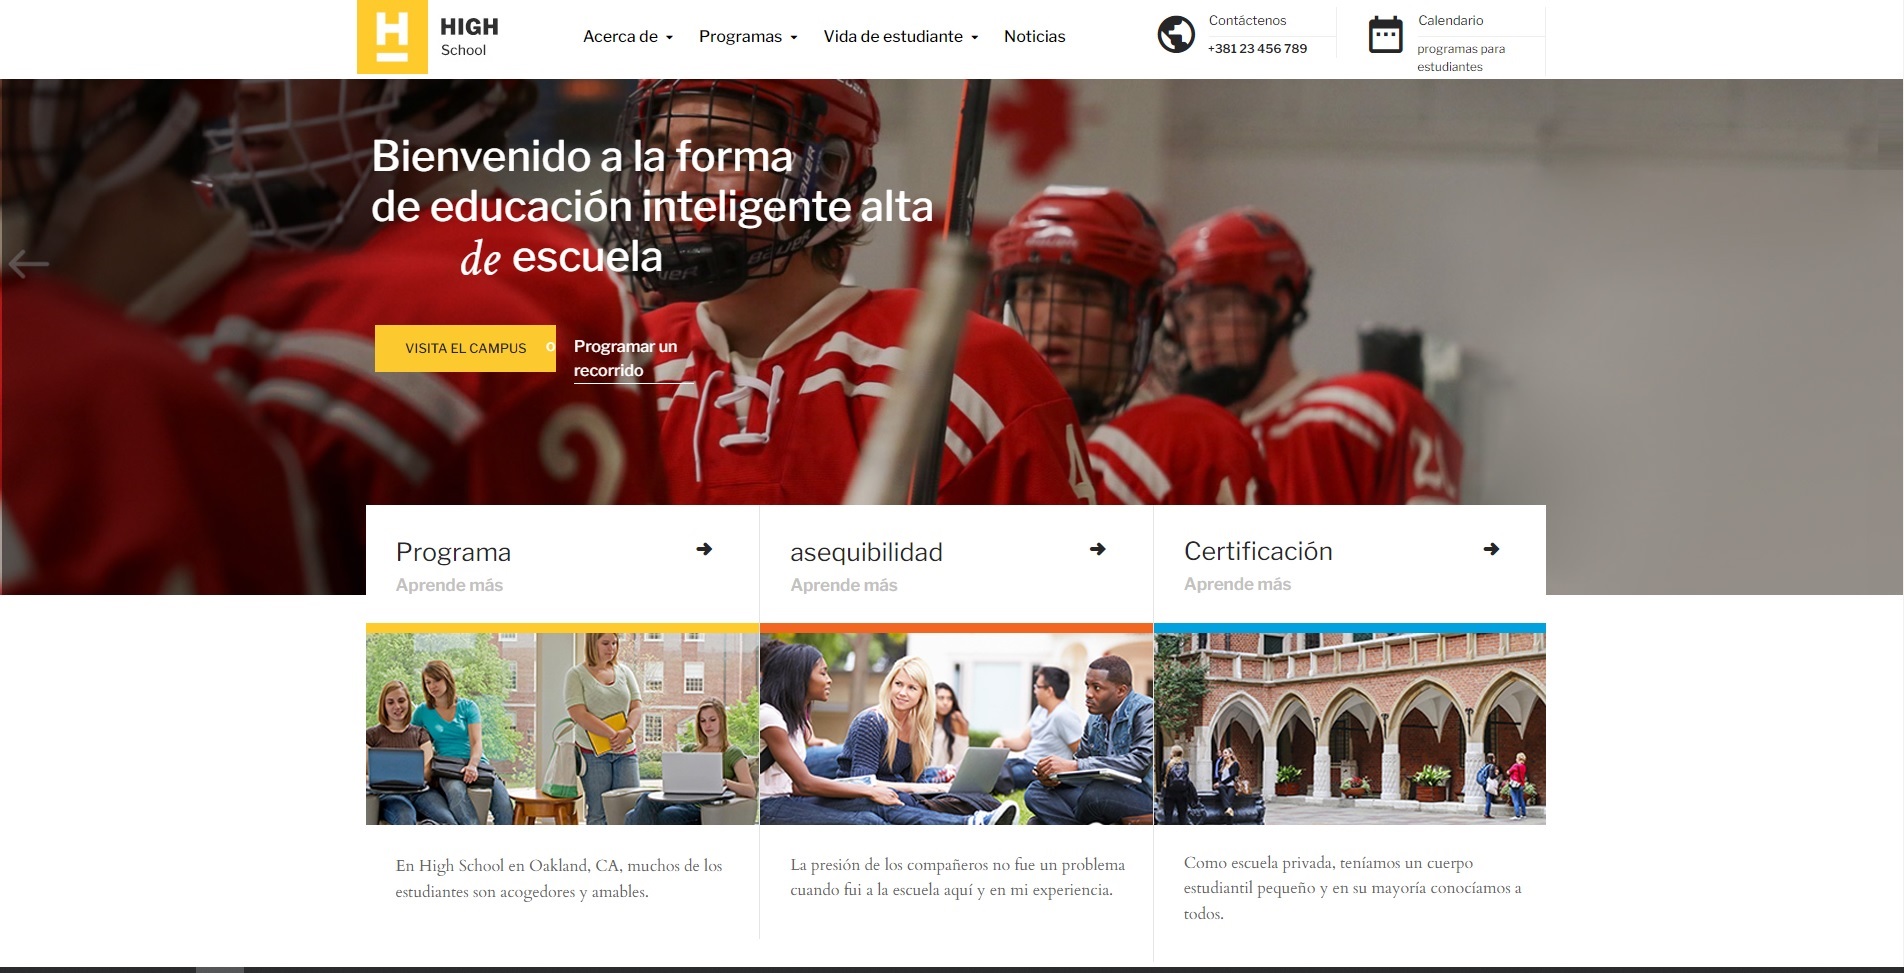 HIGH
School
Acerca de
Programas
Vida de estudiante
Noticias
Contáctenos
+381 23 456 789
Calendario
programas para
estudiantes
Bienvenido a la forma
de educación inteligente alta
de escuela
VISITA EL CAMPUS
o
Programar un
recorrido
Programa
Aprende más
asequibilidad
Aprende más
Certificación
Aprende más
En High School en Oakland, CA, muchos de los
estudiantes son acogedores y amables.
La presión de los compañeros no fue un problema
cuando fui a la escuela aquí y en mi experiencia.
Como escuela privada, teníamos un cuerpo
estudiantil pequeño y en su mayoría conocíamos a
todos.